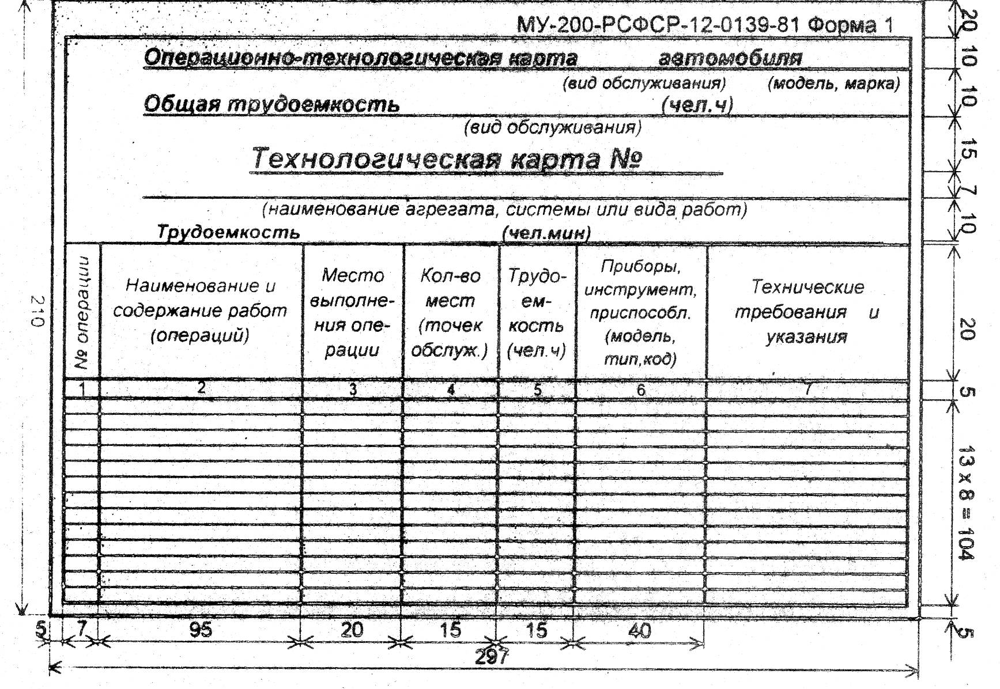 МУ-200-РСФСР-12-0139-81 Форма 1
Операционно-технологическая карта автомобиля
(вид обслуживания) (модель, марка)
Общая трудоемкость (чел.ч)
(вид обслуживания)
Технологическая карта №
(наименование агрегата, системы или вида работ)
Трудоемкость (чел.мин)
№ операции
Наименование и
содержание работ
(операций)
Место
выполне-
ния опе-
рации
Кол-во
мест
(точек
обслуж.)
Трудо-
ем-
кость
(чел.ч)
Приборы,
инструмент,
приспособл.
(модель,
тип,код)
Технические
требования и
указания
1 2 3 4 5 6 7
210
20
10
10
15
7
10
20
5
13 x 8 = 104
5
5 7 95 20 15 15 40
297